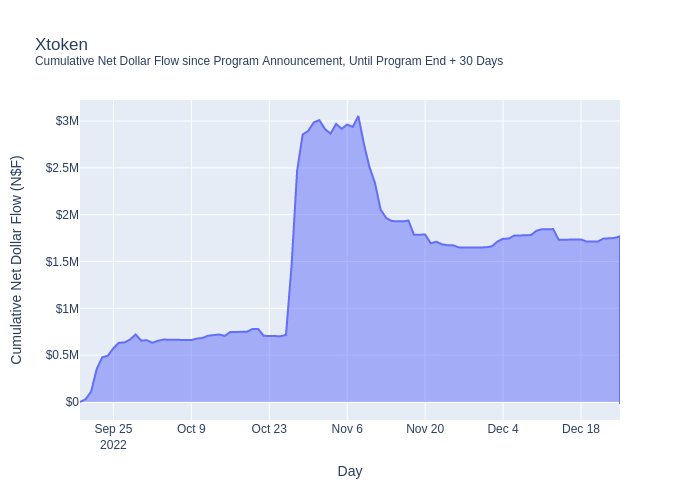 Xtoken
Cumulative Net Dollar Flow since Program Announcement, Until Program End + 30 Days
Cumulative Net Dollar Flow (N$F)
$3M
$2.5M
$2M
$1.5M
$1M
$0.5M
$0
Sep 25
2022
Oct 9
Oct 23
Nov 6
Nov 20
Dec 4
Dec 18
Day